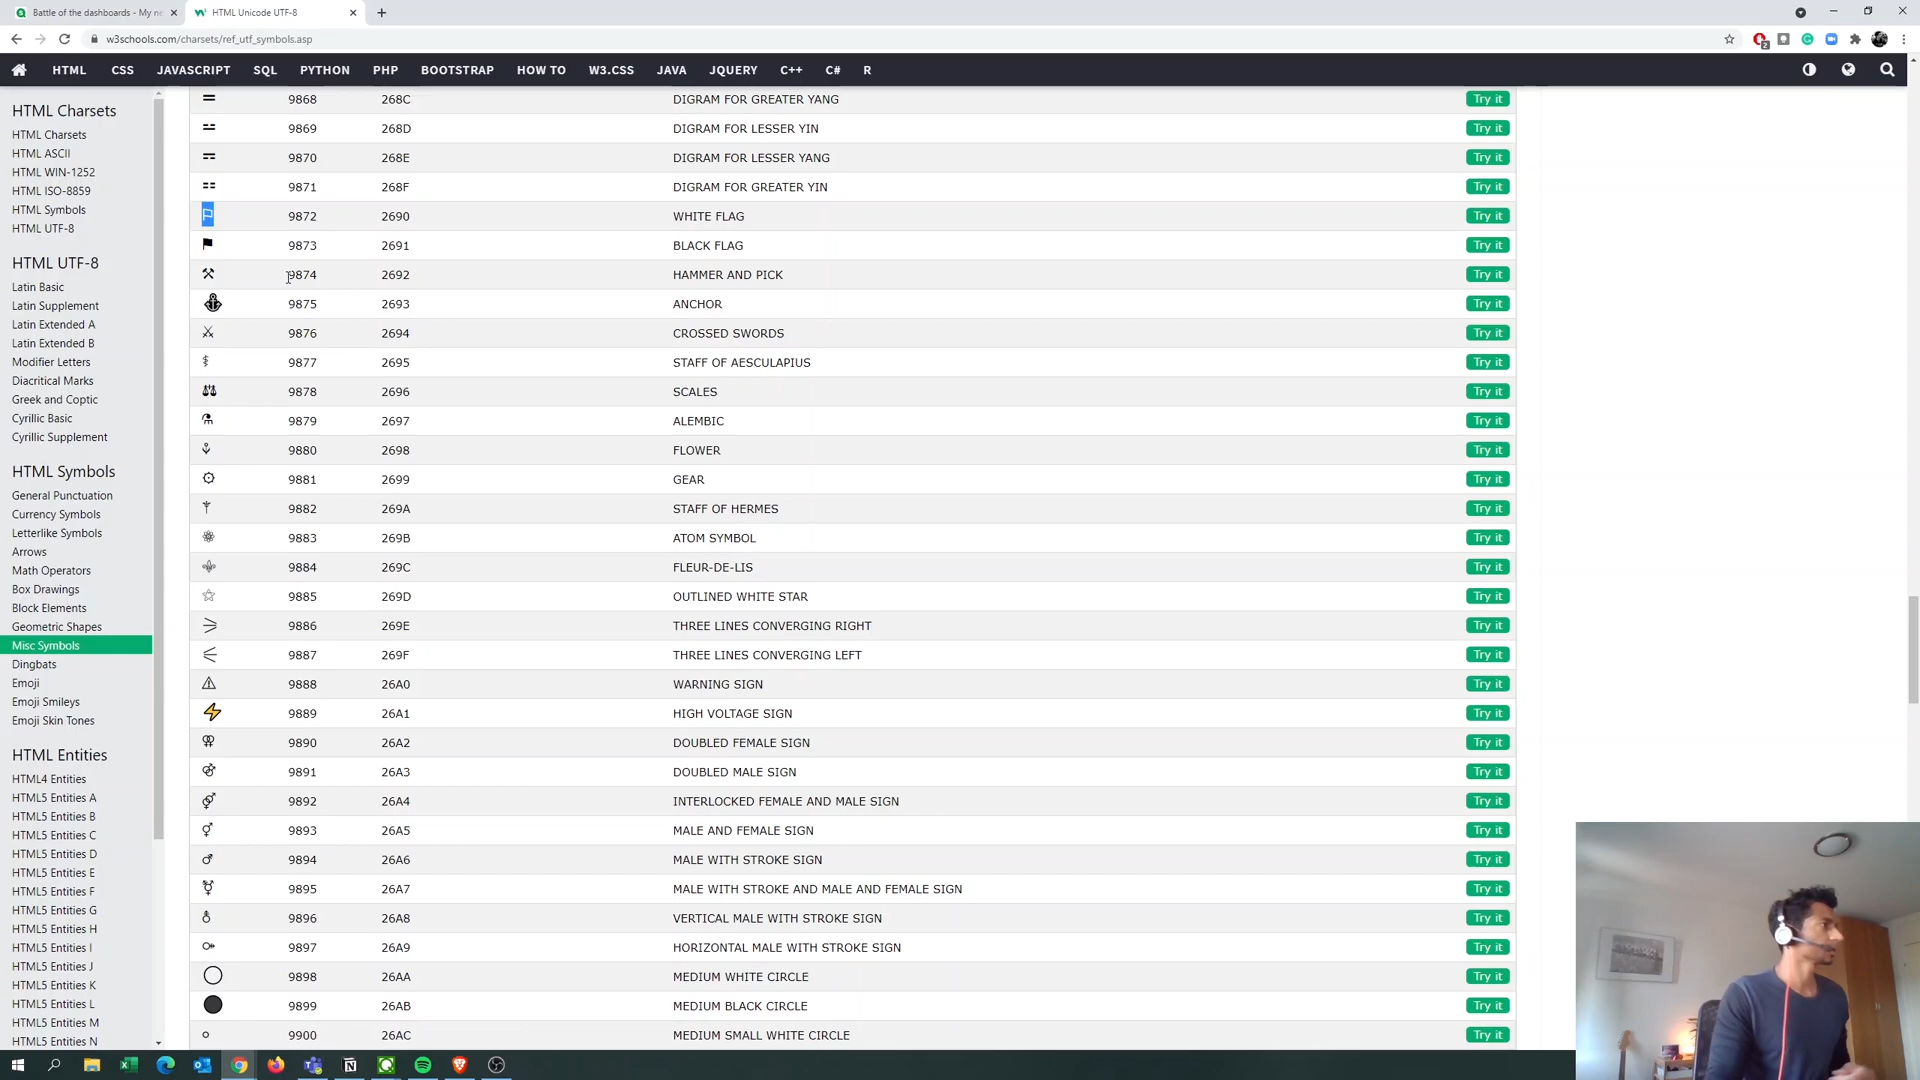 Battle of the dashboards - My ne
HTML Unicode UTF-8
w3schools.com/charsets/ref_utf_symbols.asp
2
HTML CSS JAVASCRIPT SQL PYTHON PHP BOOTSTRAP HOW TO W3.CSS JAVA JQUERY C++ C# R
HTML Charsets
HTML Charsets
HTML ASCII
HTML WIN-1252
HTML ISO-8859
HTML Symbols
HTML UTF-8
HTML UTF-8
Latin Basic
Latin Supplement
Latin Extended A
Latin Extended B
Modifier Letters
Diacritical Marks
Greek and Coptic
Cyrillic Basic
Cyrillic Supplement
HTML Symbols
General Punctuation
Currency Symbols
Letterlike Symbols
Arrows
Math Operators
Box Drawings
Block Elements
Geometric Shapes
Misc Symbols
Dingbats
Emoji
Emoji Smileys
Emoji Skin Tones
HTML Entities
HTML4 Entities
HTML5 Entities A
HTML5 Entities B
HTML5 Entities C
HTML5 Entities D
HTML5 Entities E
HTML5 Entities F
HTML5 Entities G
HTML5 Entities H
HTML5 Entities I
HTML5 Entities J
HTML5 Entities K
HTML5 Entities L
HTML5 Entities M
HTML5 Entities N
⚌ 9868 268C DIGRAM FOR GREATER YANG Try it
⚍ 9869 268D DIGRAM FOR LESSER YIN Try it
⚎ 9870 268E DIGRAM FOR LESSER YANG Try it
⚏ 9871 268F DIGRAM FOR GREATER YIN Try it
⚐ 9872 2690 WHITE FLAG Try it
⚑ 9873 2691 BLACK FLAG Try it
⚒ 9874 2692 HAMMER AND PICK Try it
⚓ 9875 2693 ANCHOR Try it
⚔ 9876 2694 CROSSED SWORDS Try it
⚕ 9877 2695 STAFF OF AESCULAPIUS Try it
⚖ 9878 2696 SCALES Try it
⚗ 9879 2697 ALEMBIC Try it
⚘ 9880 2698 FLOWER Try it
⚙ 9881 2699 GEAR Try it
⚚ 9882 269A STAFF OF HERMES Try it
⚛ 9883 269B ATOM SYMBOL Try it
⚜ 9884 269C FLEUR-DE-LIS Try it
⚝ 9885 269D OUTLINED WHITE STAR Try it
⚞ 9886 269E THREE LINES CONVERGING RIGHT Try it
⚟ 9887 269F THREE LINES CONVERGING LEFT Try it
⚠ 9888 26A0 WARNING SIGN Try it
⚡ 9889 26A1 HIGH VOLTAGE SIGN Try it
⚢ 9890 26A2 DOUBLED FEMALE SIGN Try it
⚣ 9891 26A3 DOUBLED MALE SIGN Try it
⚤ 9892 26A4 INTERLOCKED FEMALE AND MALE SIGN Try it
⚥ 9893 26A5 MALE AND FEMALE SIGN Try it
⚦ 9894 26A6 MALE WITH STROKE SIGN Try it
⚧ 9895 26A7 MALE WITH STROKE AND MALE AND FEMALE SIGN Try it
⚨ 9896 26A8 VERTICAL MALE WITH STROKE SIGN Try it
⚩ 9897 26A9 HORIZONTAL MALE WITH STROKE SIGN Try it
⚪ 9898 26AA MEDIUM WHITE CIRCLE Try it
⚫ 9899 26AB MEDIUM BLACK CIRCLE Try it
⚬ 9900 26AC MEDIUM SMALL WHITE CIRCLE Try it